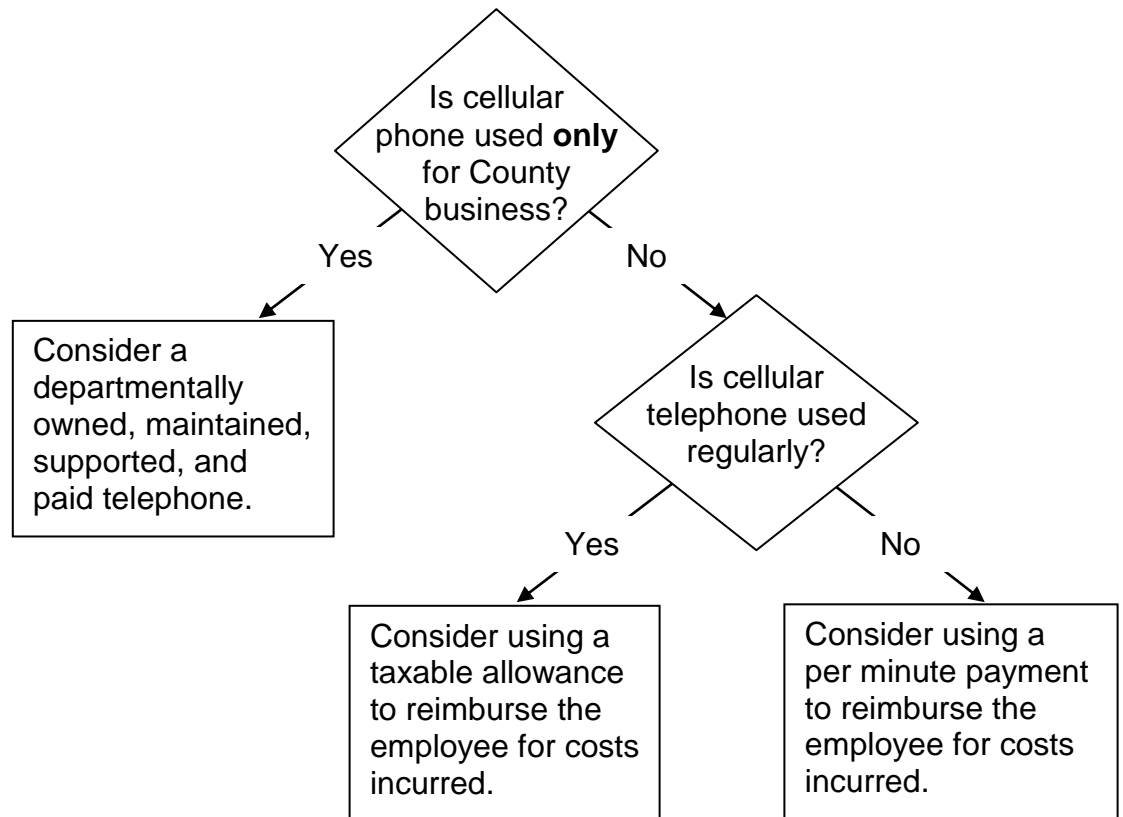 Is cellular
phone used only
for County
business?
Yes
No
Consider a
departmentally
owned, maintained,
supported, and
paid telephone.
Is cellular
telephone used
regularly?
Yes
No
Consider using a
taxable allowance
to reimburse the
employee for costs
incurred.
Consider using a
per minute payment
to reimburse the
employee for costs
incurred.